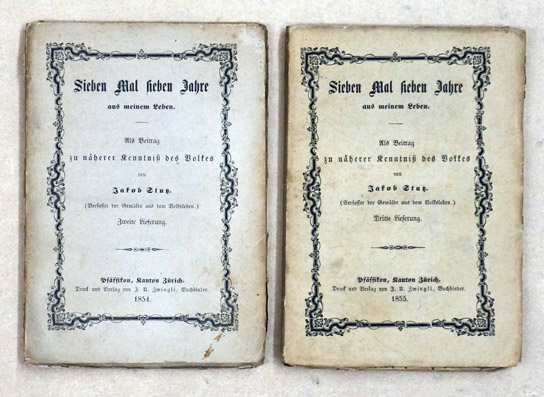 Sieben Mal sieben Jahre
aus meinem Leben.
Als Beitrag
zu näherer Kenntniß des Volkes
von
Jakob Stutz.
(Verfasser der Gemälde aus dem Volksleben.)
Zweite Lieferung.
Pfäffikon, Kanton Zürich.
Druck und Verlag von J. U. Zwingli, Buchbinder.
1854.
Sieben Mal sieben Jahre
aus meinem Leben.
Als Beitrag
zu näherer Kenntniß des Volkes
von
Jakob Stutz.
(Verfasser der Gemälde aus dem Volksleben.)
Dritte Lieferung.
Pfäffikon, Kanton Zürich.
Druck und Verlag von J. U. Zwingli, Buchbinder.
1855.